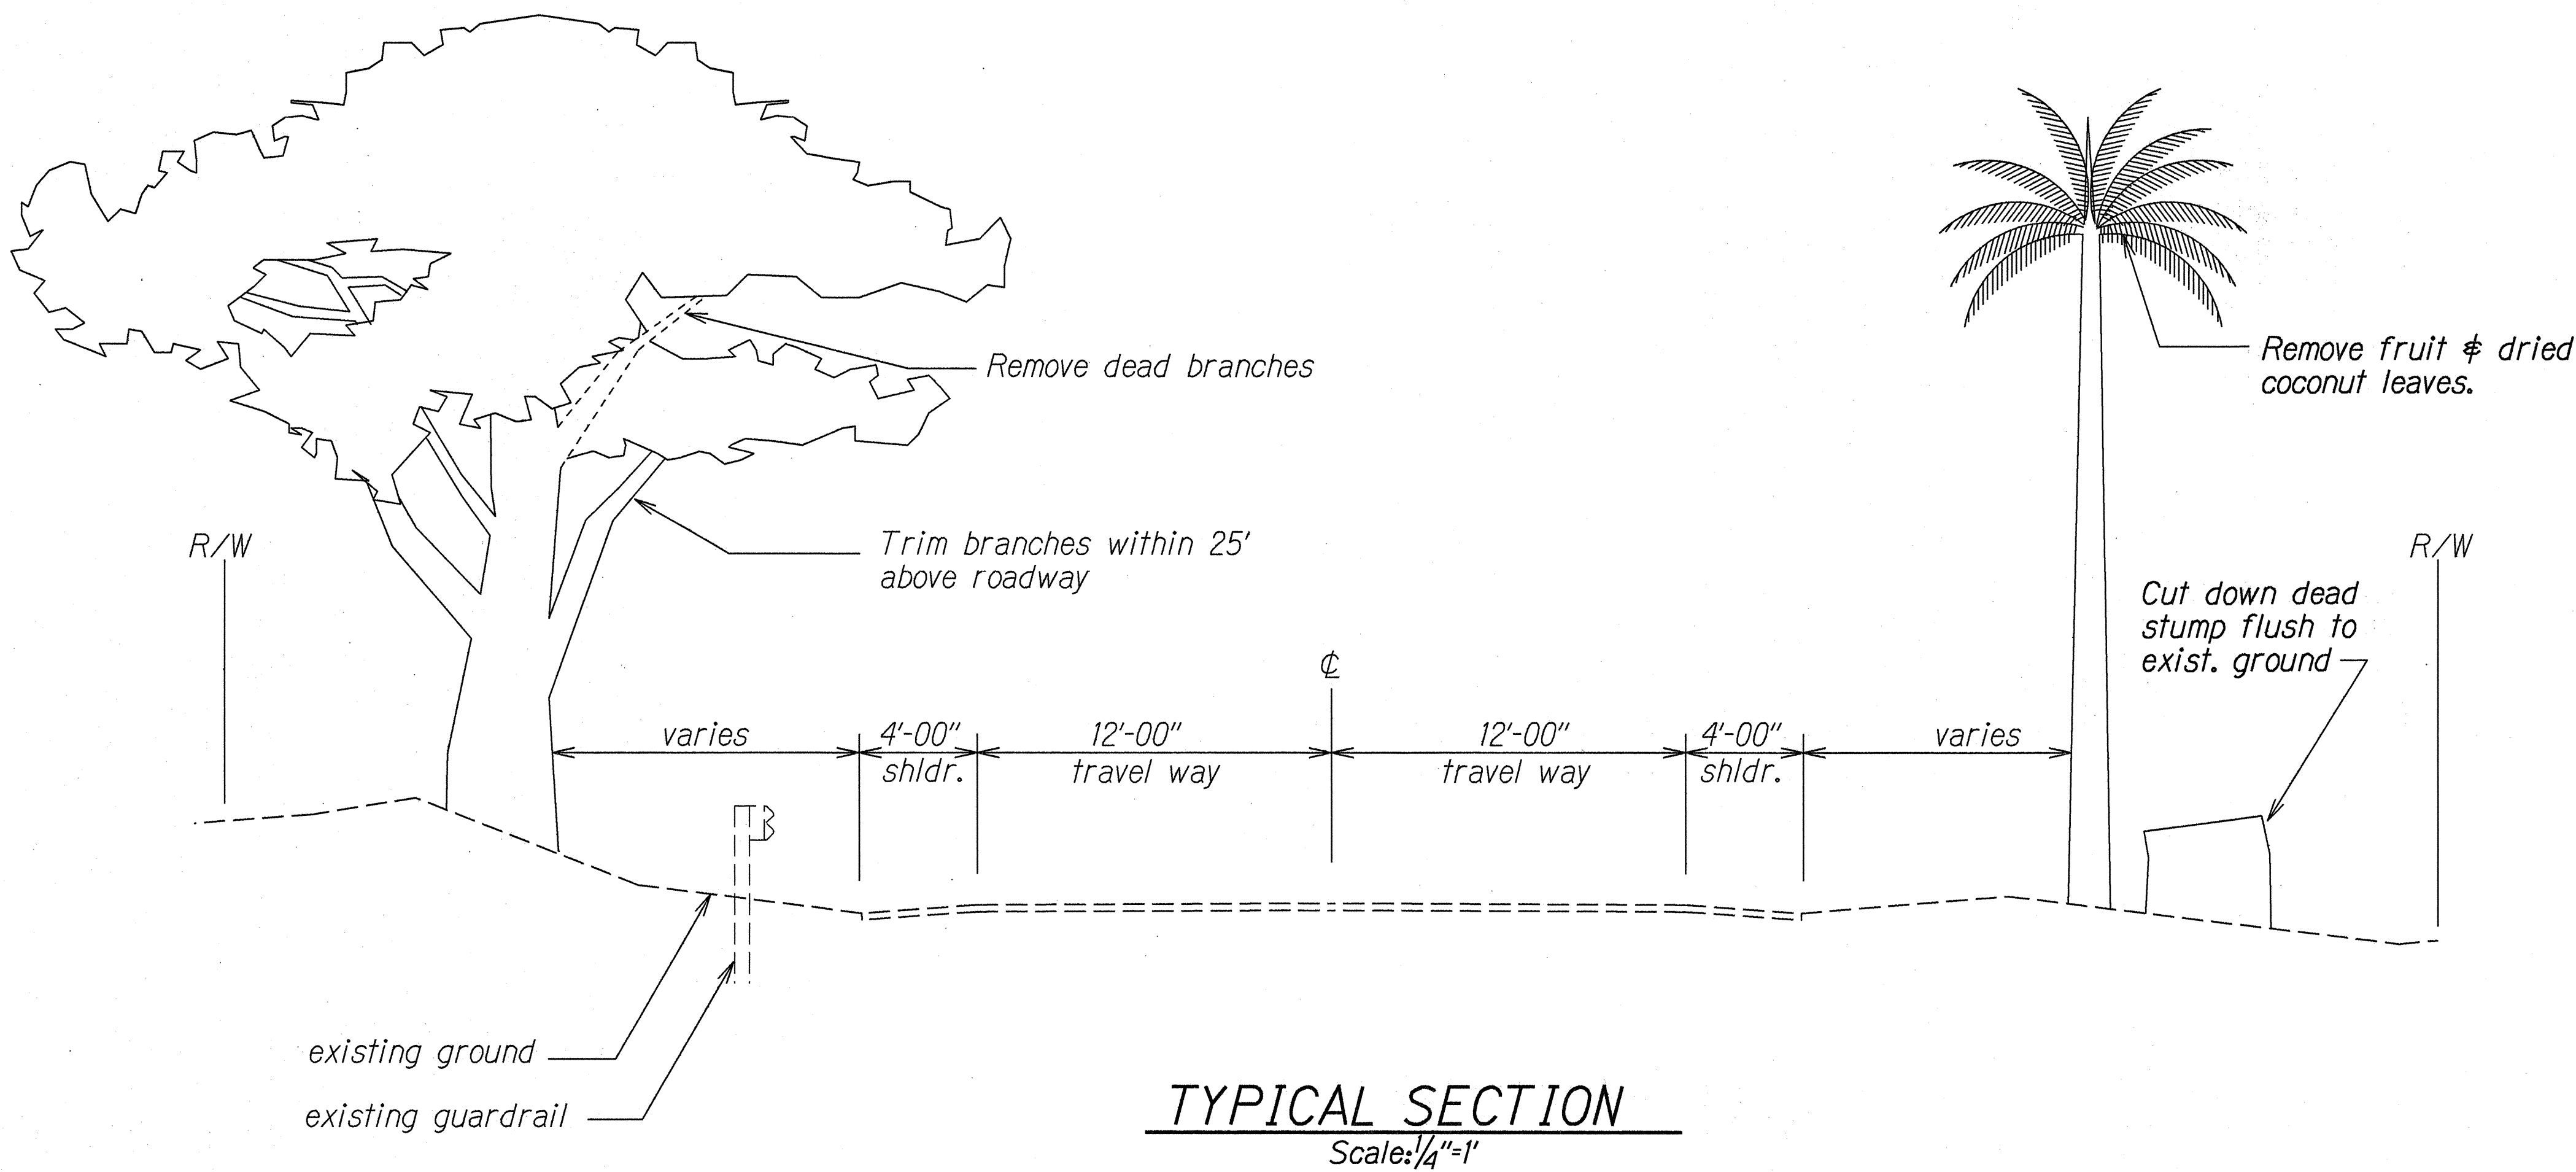 Remove fruit & dried
coconut leaves.
Remove dead branches
Trim branches within 25'
above roadway
R/W
R/W
Cut down dead
stump flush to
exist. ground
℄
varies
4'-00"
12'-00"
12'-00"
4'-00"
varies
shldr.
travel way
travel way
shldr.
existing ground
existing guardrail
TYPICAL SECTION
Scale:1/4"=1'